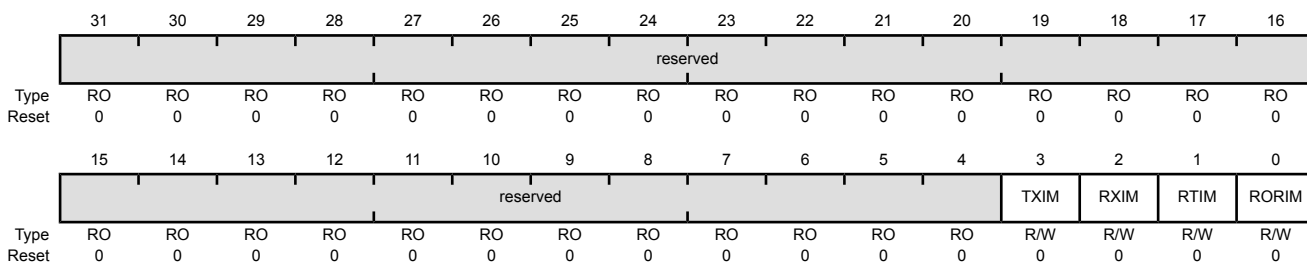 31 30 29 28 27 26 25 24 23 22 21 20 19 18 17 16
reserved
Type RO RO RO RO RO RO RO RO RO RO RO RO RO RO RO RO
Reset 0 0 0 0 0 0 0 0 0 0 0 0 0 0 0 0
15 14 13 12 11 10 9 8 7 6 5 4 3 2 1 0
reserved TXIM RXIM RTIM RORIM
Type RO RO RO RO RO RO RO RO RO RO RO RO R/W R/W R/W R/W
Reset 0 0 0 0 0 0 0 0 0 0 0 0 0 0 0 0